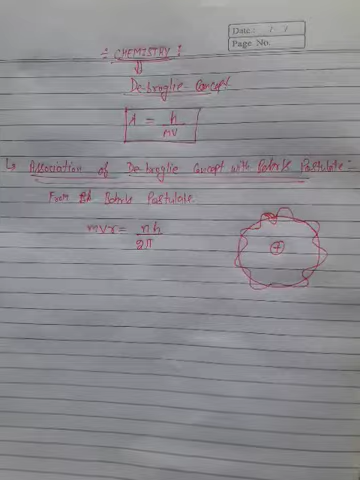 Date: / /
Page No:
÷ CHEMISTRY :
De-broglie-Concept
λ = h/mv
↳ Association of De-broglie Concept with Bohr's Postulate :-
From Bohr's Postulate.
mvr = nh/2π
+